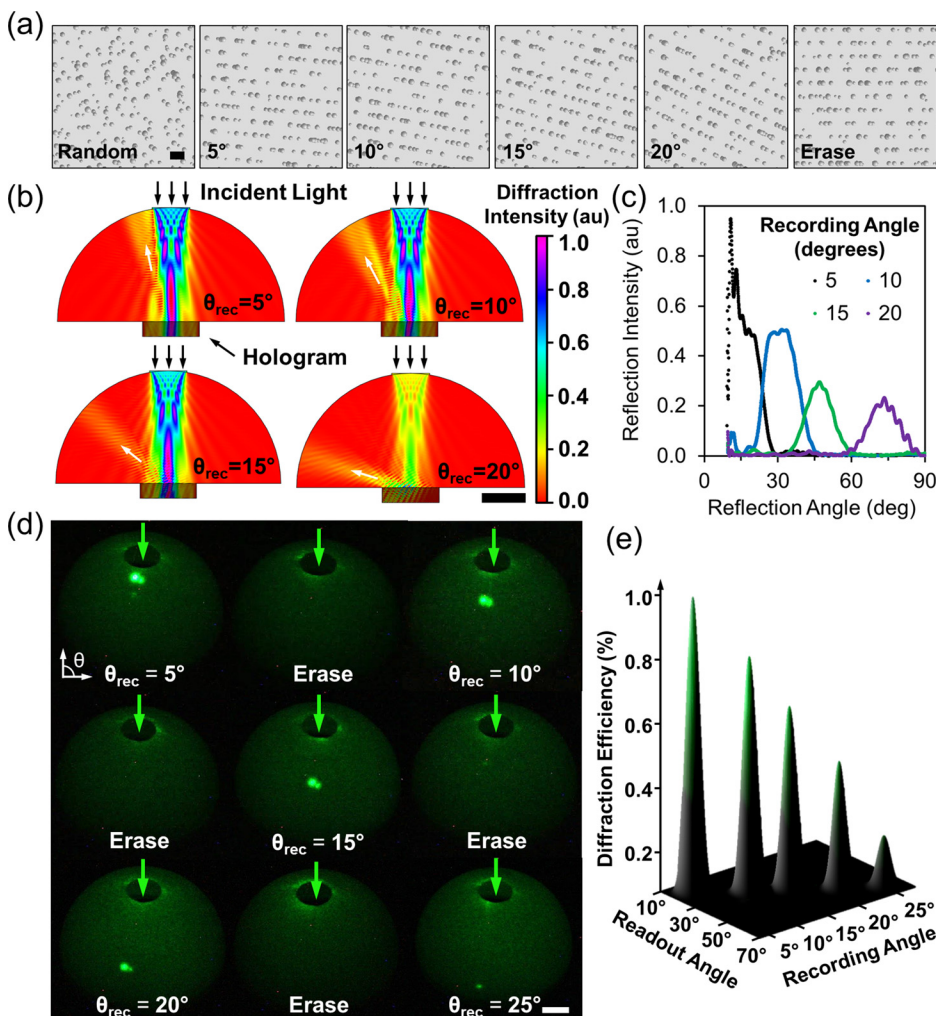 (a)
Random
5°
10°
15°
20°
Erase
(b)
Incident Light
Diffraction
Intensity (au)
1.0
0.8
0.6
0.4
0.2
0.0
θrec=5°
θrec=10°
Hologram
θrec=15°
θrec=20°
(c)
Reflection Intensity (au)
1.0
0.8
0.6
0.4
0.2
0.0
Recording Angle
(degrees)
5 10
15 20
0 30 60 90
Reflection Angle (deg)
(d)
θ
θrec = 5°
Erase
θrec = 10°
Erase
θrec = 15°
Erase
θrec = 20°
Erase
θrec = 25°
(e)
Diffraction Efficiency (%)
1.0
0.8
0.6
0.4
0.2
10°
30°
50°
70°
Readout Angle
5°
10°
15°
20°
25°
Recording Angle